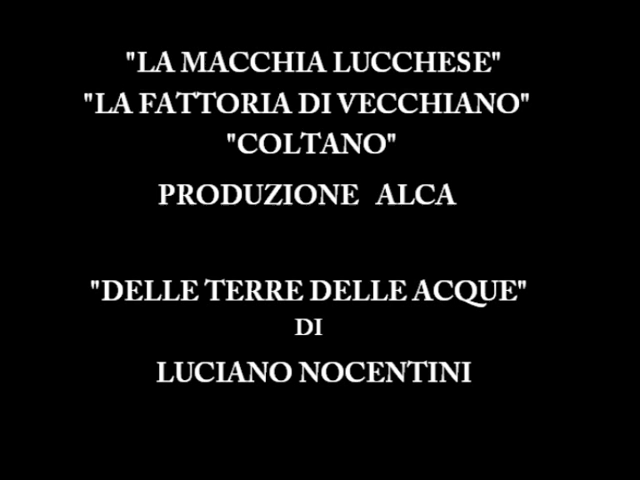 "LA MACCHIA LUCCHESE"
"LA FATTORIA DI VECCHIANO"
"COLTANO"
PRODUZIONE ALCA
"DELLE TERRE DELLE ACQUE"
DI
LUCIANO NOCENTINI